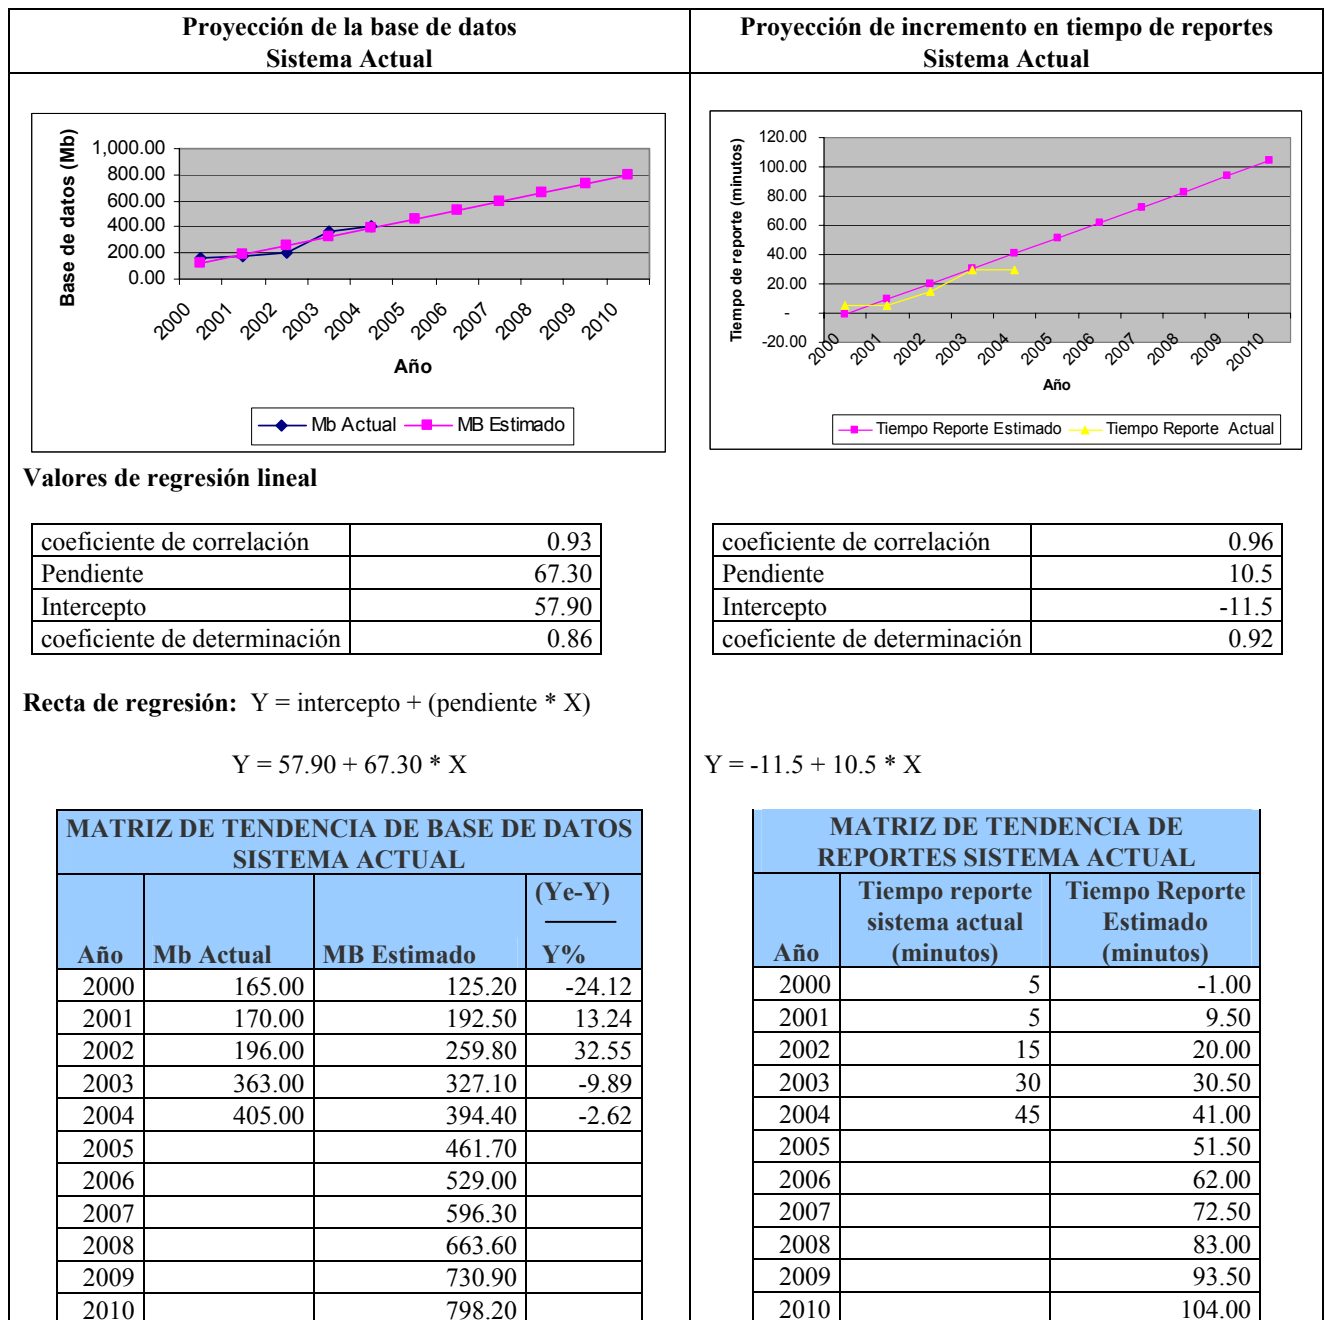 Proyección de la base de datos
Sistema Actual
Proyección de incremento en tiempo de reportes
Sistema Actual
Base de datos (Mb)
1,000.00
800.00
600.00
400.00
200.00
0.00
2000 2001 2002 2003 2004 2005 2006 2007 2008 2009 2010
Año
Mb Actual MB Estimado
Tiempo de reporte (minutos)
120.00
100.00
80.00
60.00
40.00
20.00
-
-20.00
2000 2001 2002 2003 2004 2005 2006 2007 2008 2009 20010
Año
Tiempo Reporte Estimado Tiempo Reporte Actual
Valores de regresión lineal
coeficiente de correlación 0.93
Pendiente 67.30
Intercepto 57.90
coeficiente de determinación 0.86
coeficiente de correlación 0.96
Pendiente 10.5
Intercepto -11.5
coeficiente de determinación 0.92
Recta de regresión: Y = intercepto + (pendiente * X)
Y = 57.90 + 67.30 * X
Y = -11.5 + 10.5 * X
MATRIZ DE TENDENCIA DE BASE DE DATOS
SISTEMA ACTUAL
Año Mb Actual MB Estimado (Ye-Y) Y%
2000 165.00 125.20 -24.12
2001 170.00 192.50 13.24
2002 196.00 259.80 32.55
2003 363.00 327.10 -9.89
2004 405.00 394.40 -2.62
2005 461.70
2006 529.00
2007 596.30
2008 663.60
2009 730.90
2010 798.20
MATRIZ DE TENDENCIA DE
REPORTES SISTEMA ACTUAL
Año Tiempo reporte sistema actual (minutos) Tiempo Reporte Estimado (minutos)
2000 5 -1.00
2001 5 9.50
2002 15 20.00
2003 30 30.50
2004 45 41.00
2005 51.50
2006 62.00
2007 72.50
2008 83.00
2009 93.50
2010 104.00